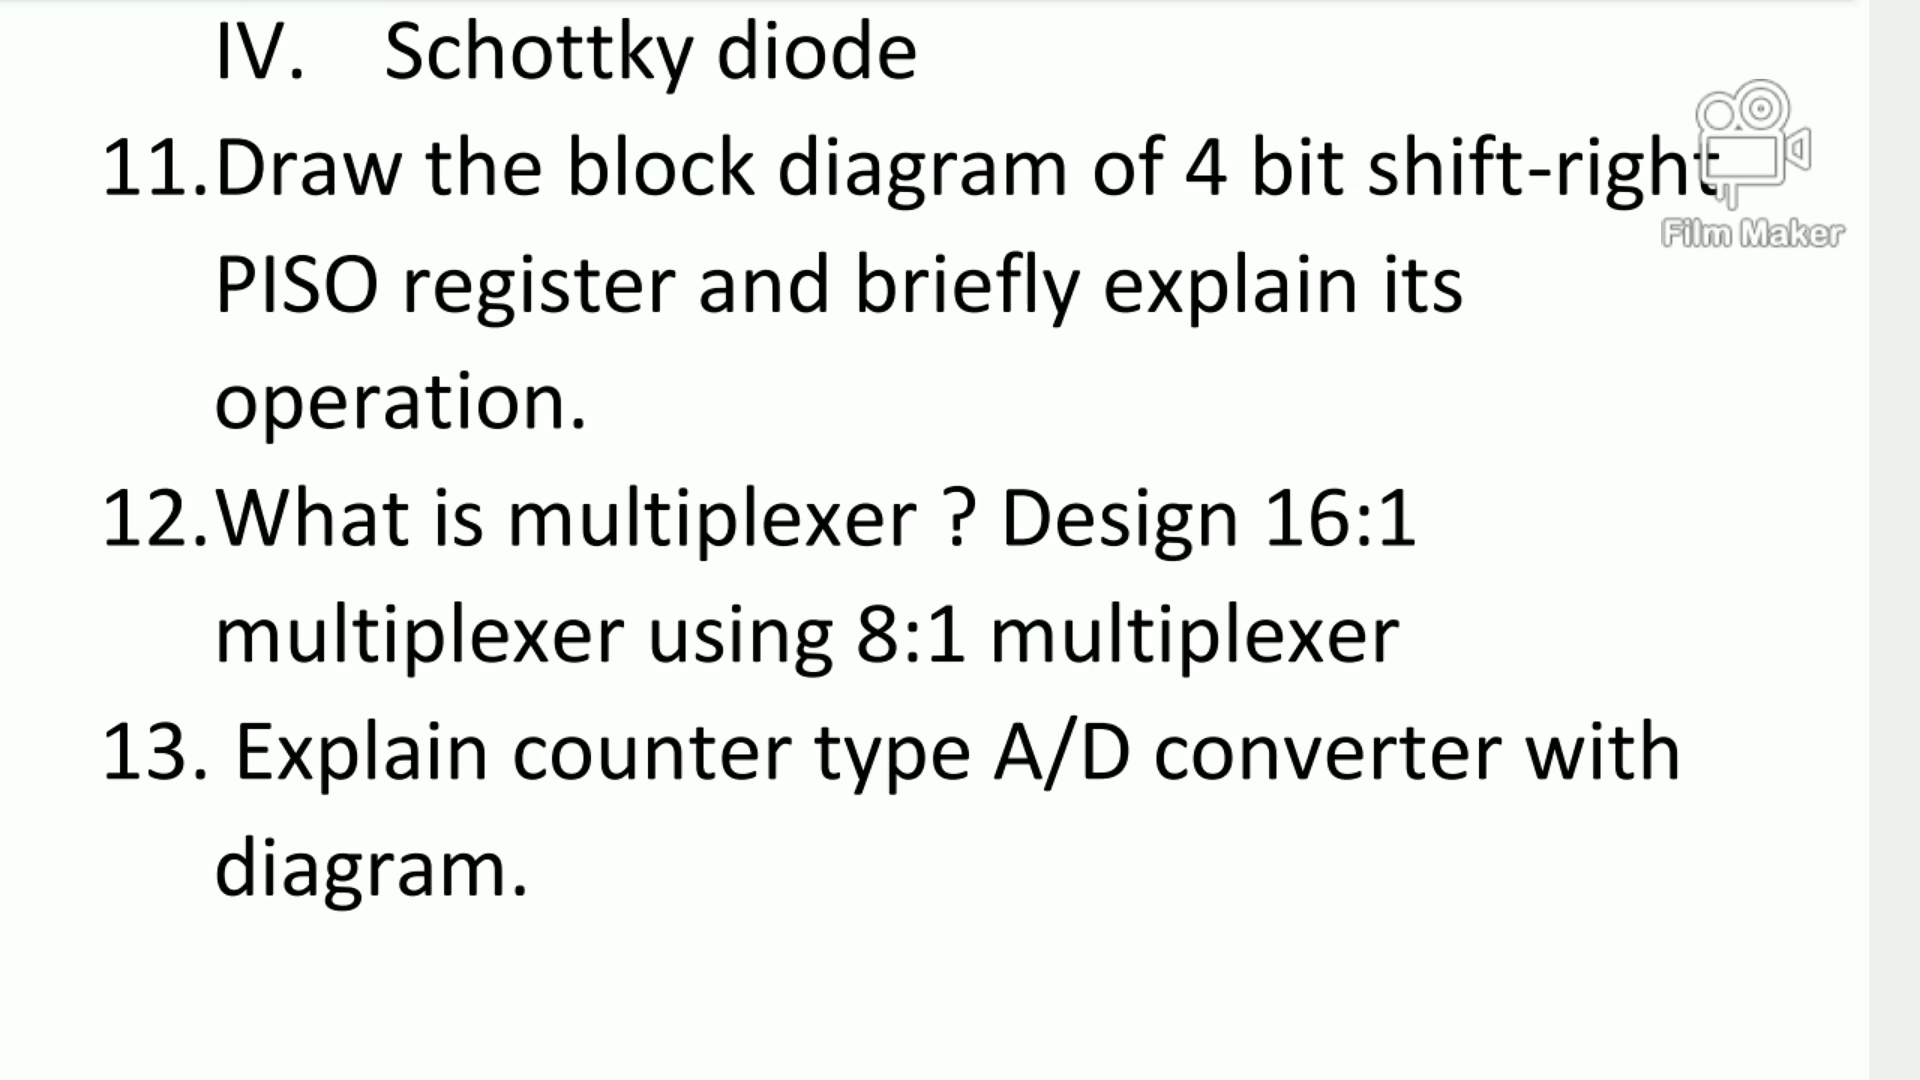 IV. Schottky diode
11.Draw the block diagram of 4 bit shift-right
PISO register and briefly explain its
operation.
12.What is multiplexer ? Design 16:1
multiplexer using 8:1 multiplexer
13. Explain counter type A/D converter with
diagram.
Film Maker